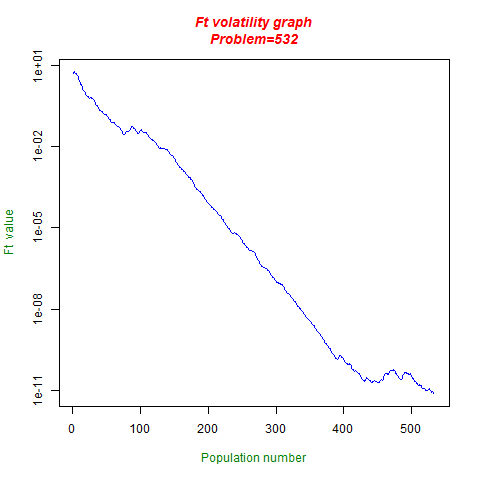 Ft volatility graph
Problem=532
1e+01
1e-02
1e-05
1e-08
1e-11
Ft value
0 100 200 300 400 500
Population number